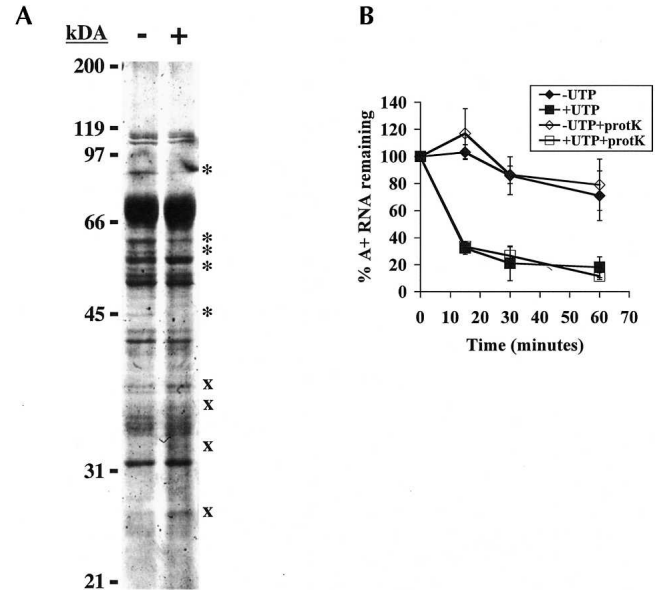 A
kDA - +
200
119
97
*
66
*
*
*
45
*
x
x
x
31
x
21
B
-UTP
+UTP
-UTP+protK
+UTP+protK
% A+ RNA remaining
140
120
100
80
60
40
20
0
0 10 20 30 40 50 60 70
Time (minutes)